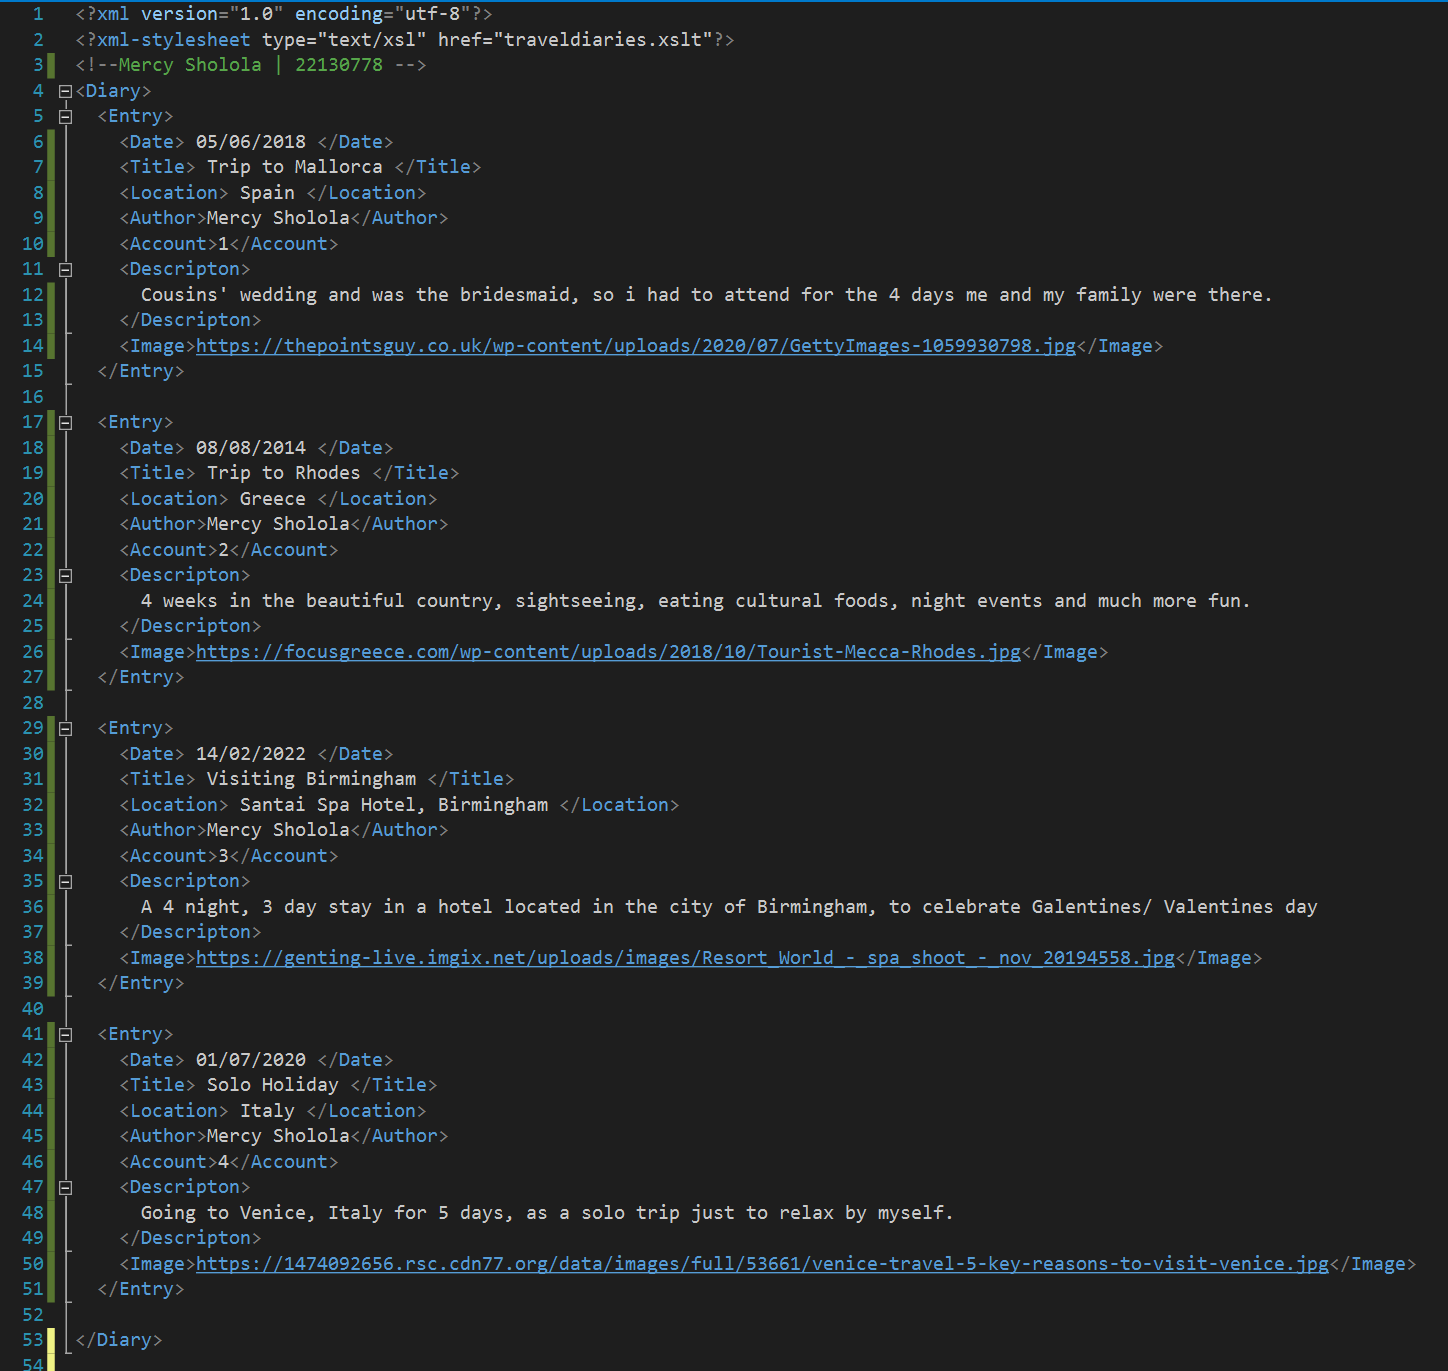 1 <?xml version="1.0" encoding="utf-8"?>
2 <?xml-stylesheet type="text/xsl" href="traveldiaries.xslt"?>
3 <!--Mercy Sholola | 22130778 -->
4 <Diary>
5 <Entry>
6 <Date> 05/06/2018 </Date>
7 <Title> Trip to Mallorca </Title>
8 <Location> Spain </Location>
9 <Author>Mercy Sholola</Author>
10 <Account>1</Account>
11 <Descripton>
12 Cousins' wedding and was the bridesmaid, so i had to attend for the 4 days me and my family were there.
13 </Descripton>
14 <Image>https://thepointsguy.co.uk/wp-content/uploads/2020/07/GettyImages-1059930798.jpg</Image>
15 </Entry>
16
17 <Entry>
18 <Date> 08/08/2014 </Date>
19 <Title> Trip to Rhodes </Title>
20 <Location> Greece </Location>
21 <Author>Mercy Sholola</Author>
22 <Account>2</Account>
23 <Descripton>
24 4 weeks in the beautiful country, sightseeing, eating cultural foods, night events and much more fun.
25 </Descripton>
26 <Image>https://focusgreece.com/wp-content/uploads/2018/10/Tourist-Mecca-Rhodes.jpg</Image>
27 </Entry>
28
29 <Entry>
30 <Date> 14/02/2022 </Date>
31 <Title> Visiting Birmingham </Title>
32 <Location> Santai Spa Hotel, Birmingham </Location>
33 <Author>Mercy Sholola</Author>
34 <Account>3</Account>
35 <Descripton>
36 A 4 night, 3 day stay in a hotel located in the city of Birmingham, to celebrate Galentines/ Valentines day
37 </Descripton>
38 <Image>https://genting-live.imgix.net/uploads/images/Resort_World_-_spa_shoot_-_nov_20194558.jpg</Image>
39 </Entry>
40
41 <Entry>
42 <Date> 01/07/2020 </Date>
43 <Title> Solo Holiday </Title>
44 <Location> Italy </Location>
45 <Author>Mercy Sholola</Author>
46 <Account>4</Account>
47 <Descripton>
48 Going to Venice, Italy for 5 days, as a solo trip just to relax by myself.
49 </Descripton>
50 <Image>https://1474092656.rsc.cdn77.org/data/images/full/53661/venice-travel-5-key-reasons-to-visit-venice.jpg</Image>
51 </Entry>
52
53 </Diary>
54